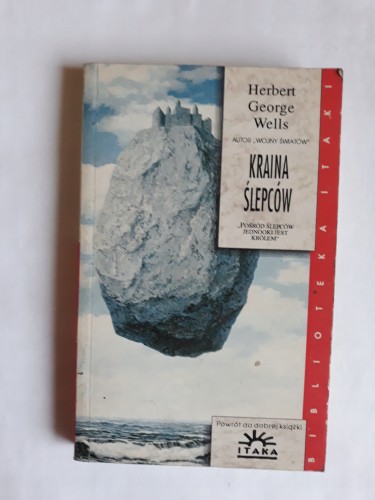 Herbert
George
Wells
AUTOR „WOJNY ŚWIATÓW”
KRAINA
ŚLEPCÓW
„POŚRÓD ŚLEPCÓW
JEDNOOKI JEST
KRÓLEM”
BIBLIOTEKA ITAKI
Powrót do dobrej książki
ITAKA